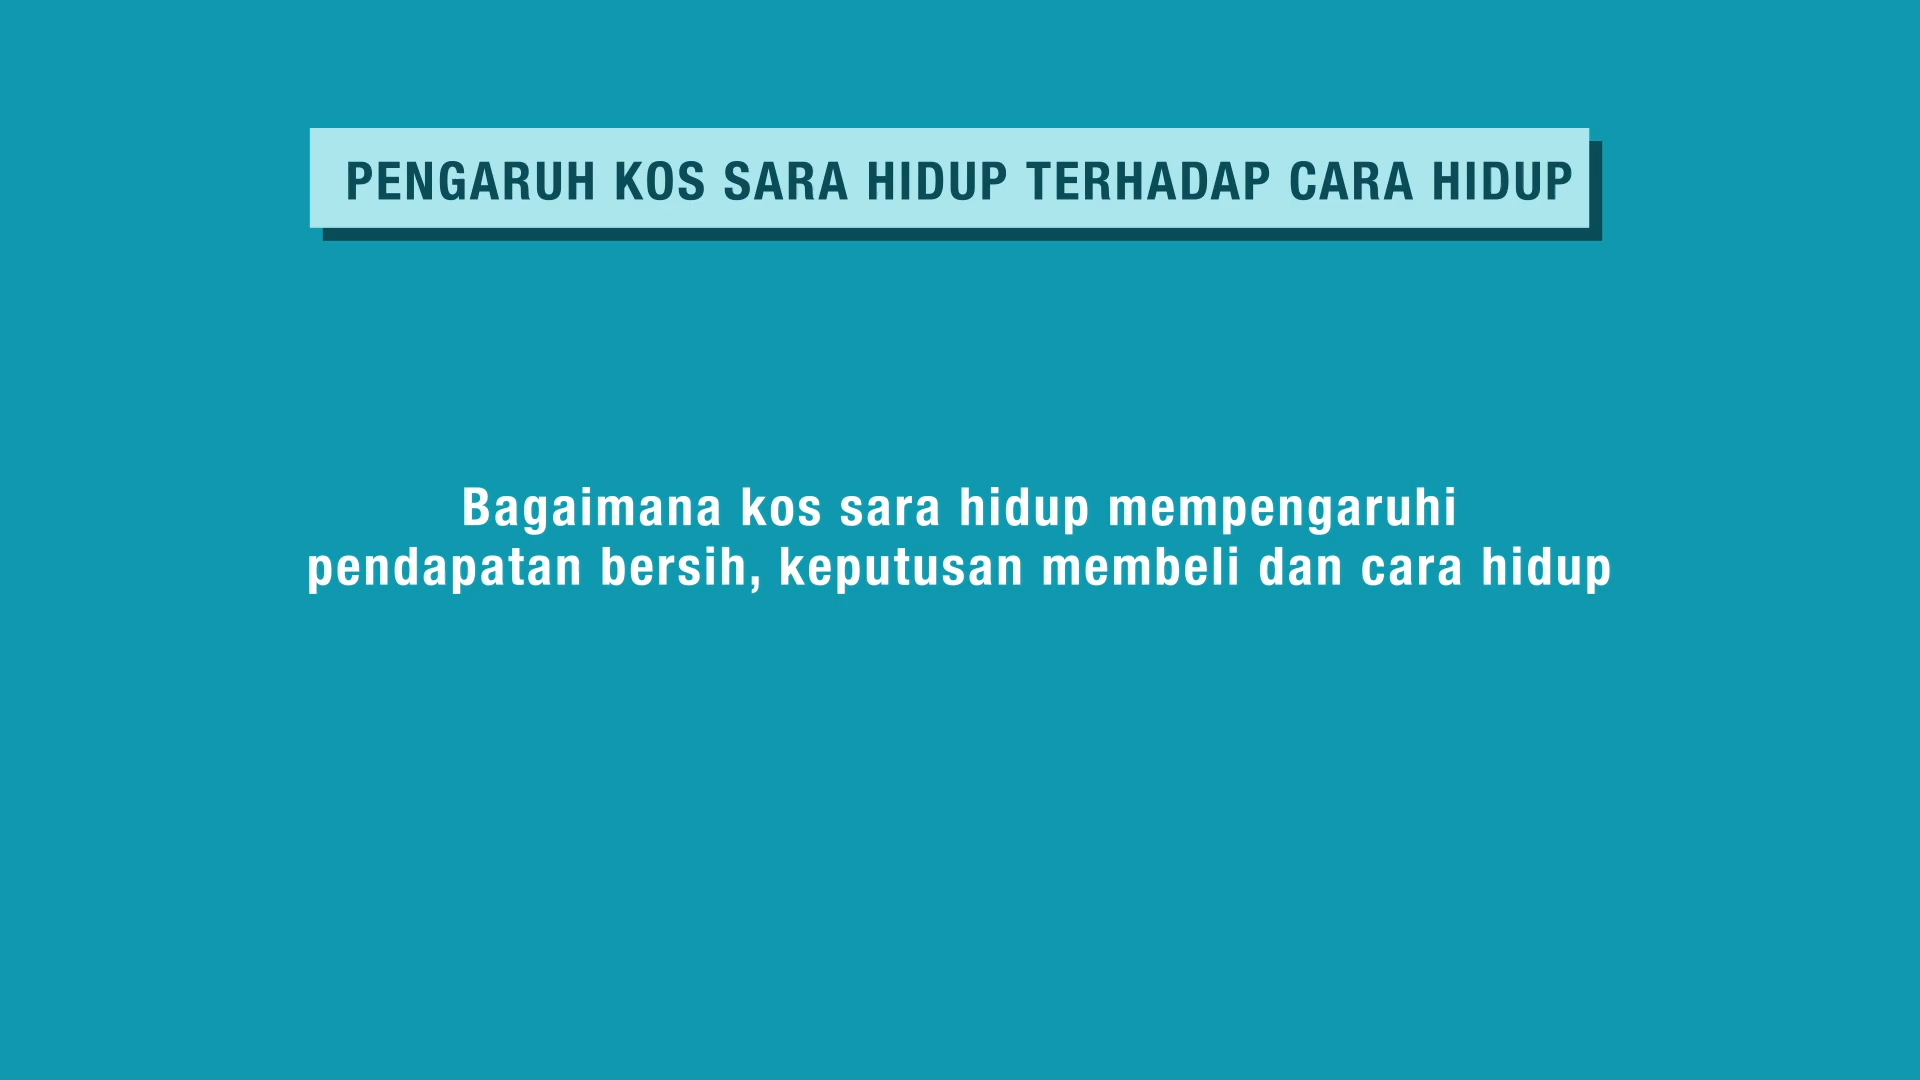 PENGARUH KOS SARA HIDUP TERHADAP CARA HIDUP
Bagaimana kos sara hidup mempengaruhi
pendapatan bersih, keputusan membeli dan cara hidup